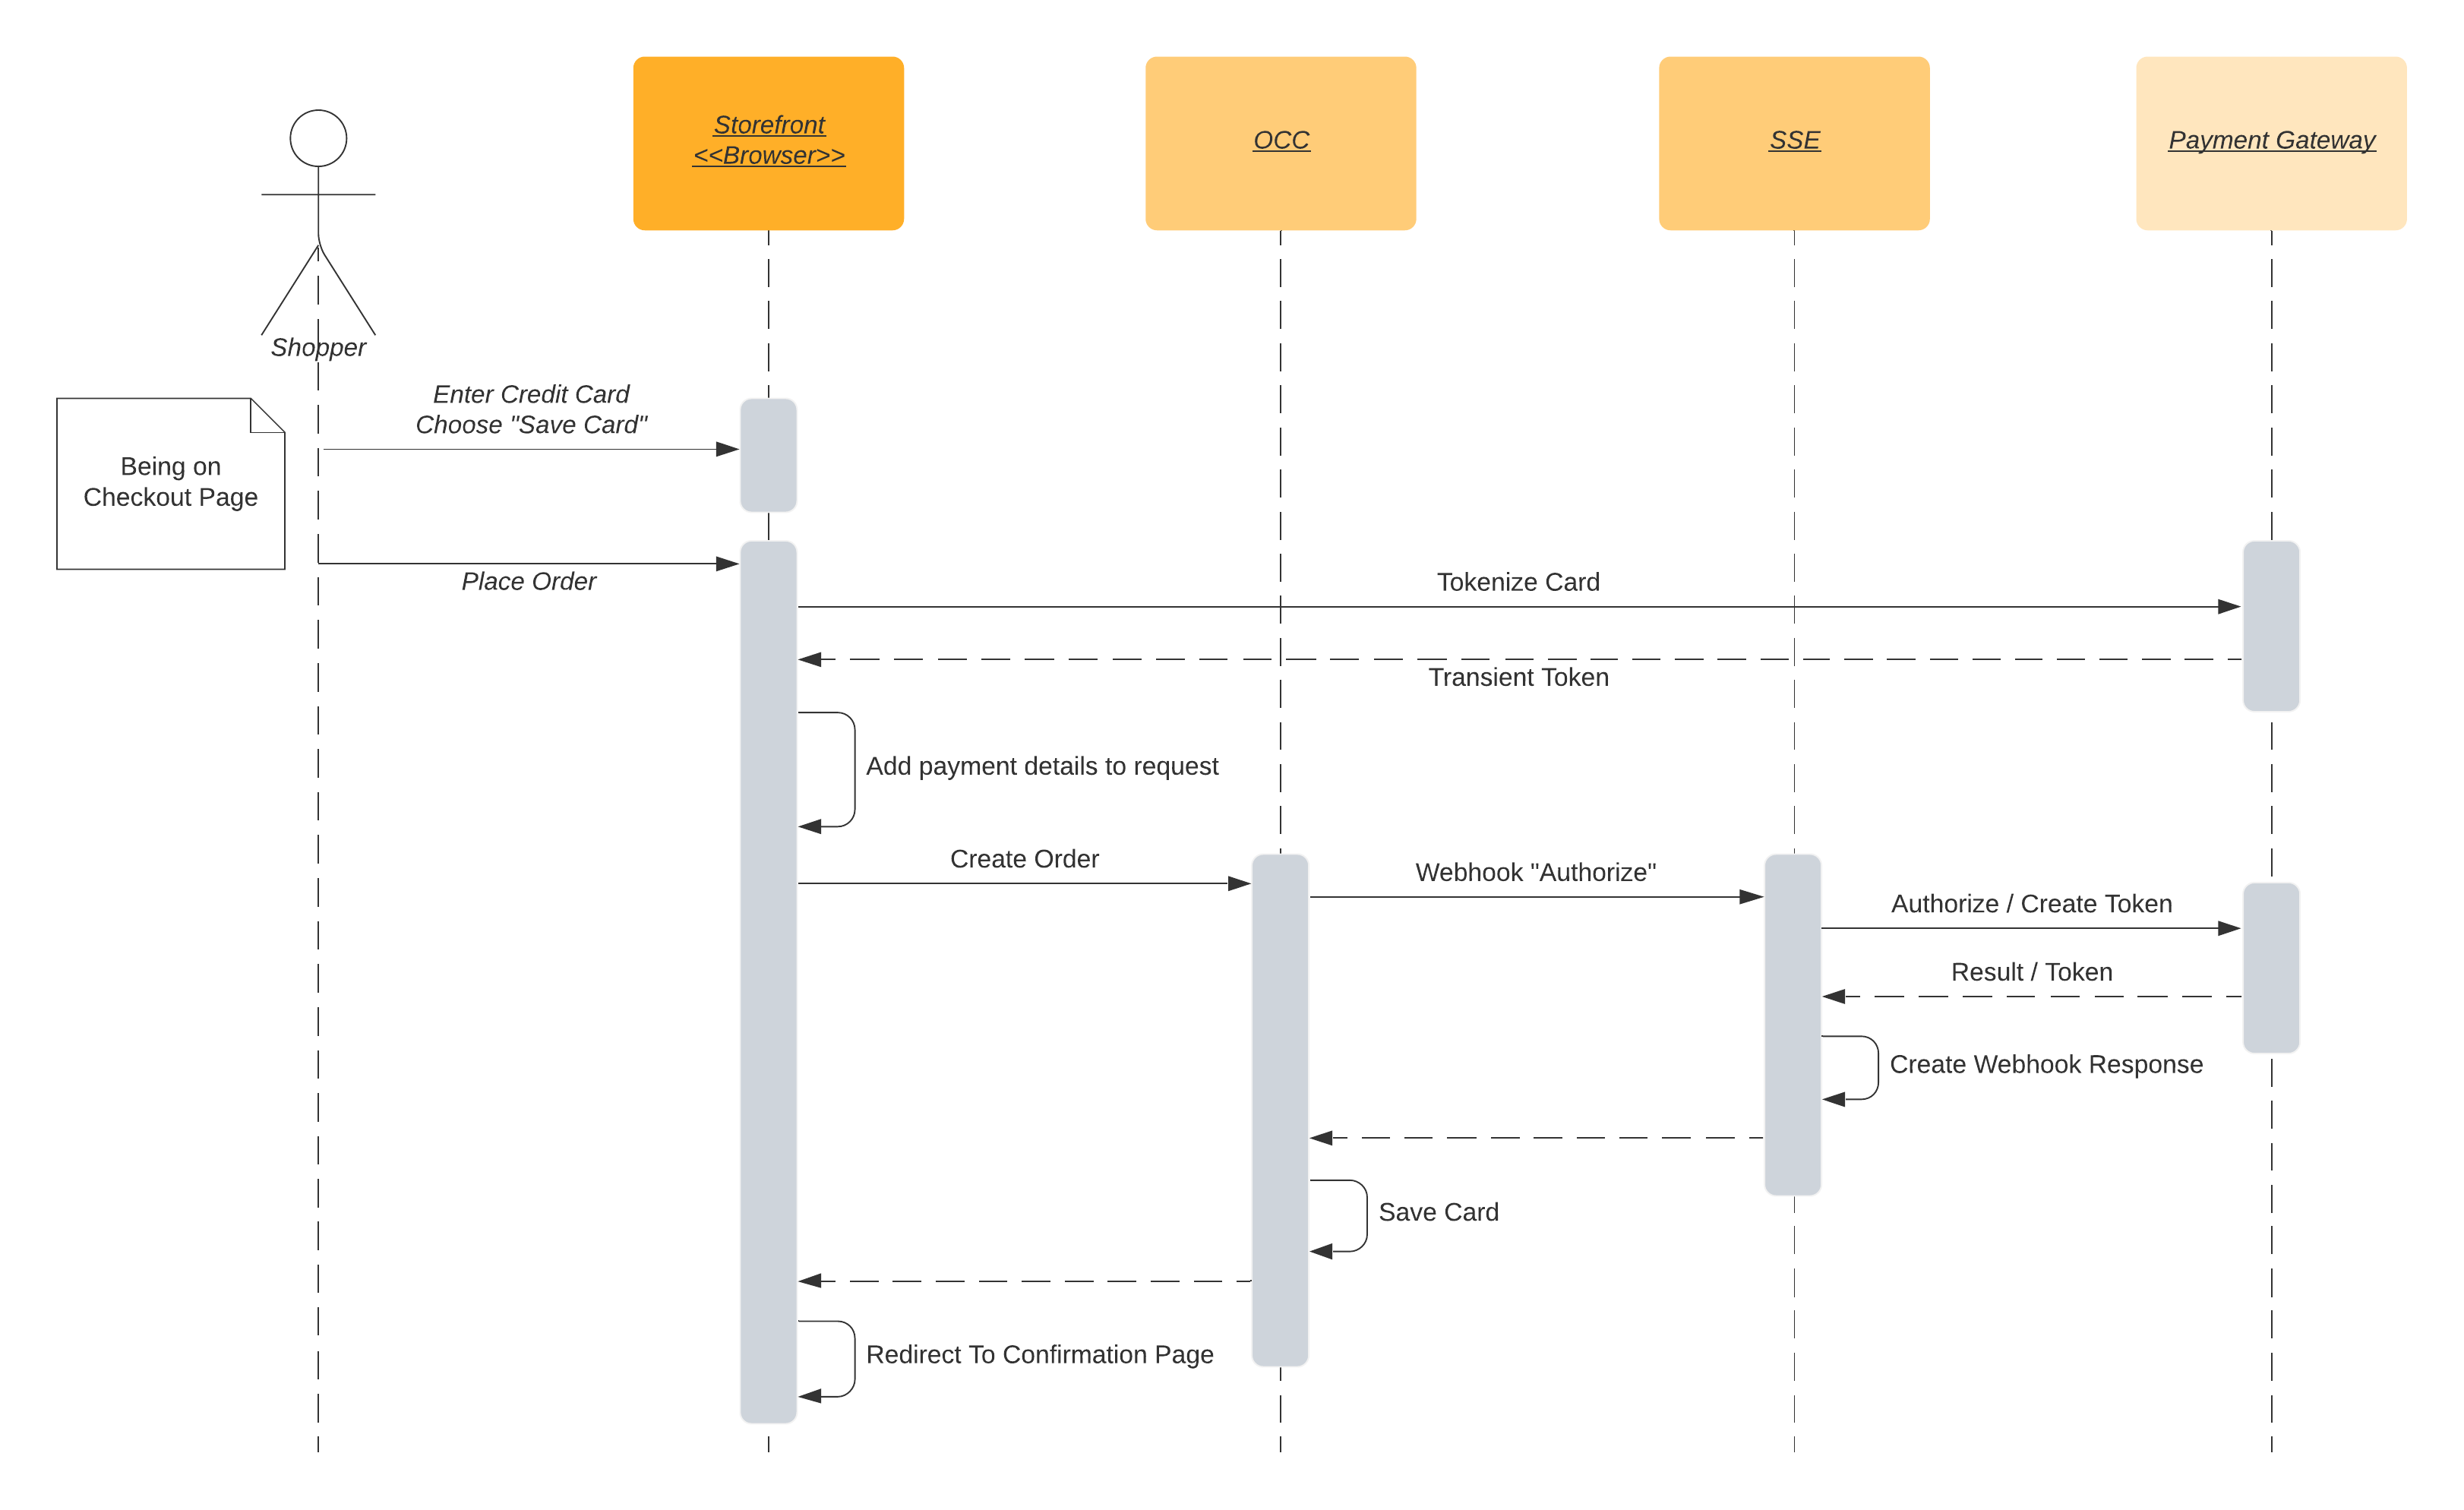 Storefront
<<Browser>>
OCC
SSE
Payment Gateway
Shopper
Enter Credit Card
Choose "Save Card"
Being on
Checkout Page
Place Order
Tokenize Card
Transient Token
Add payment details to request
Create Order
Webhook "Authorize"
Authorize / Create Token
Result / Token
Create Webhook Response
Save Card
Redirect To Confirmation Page